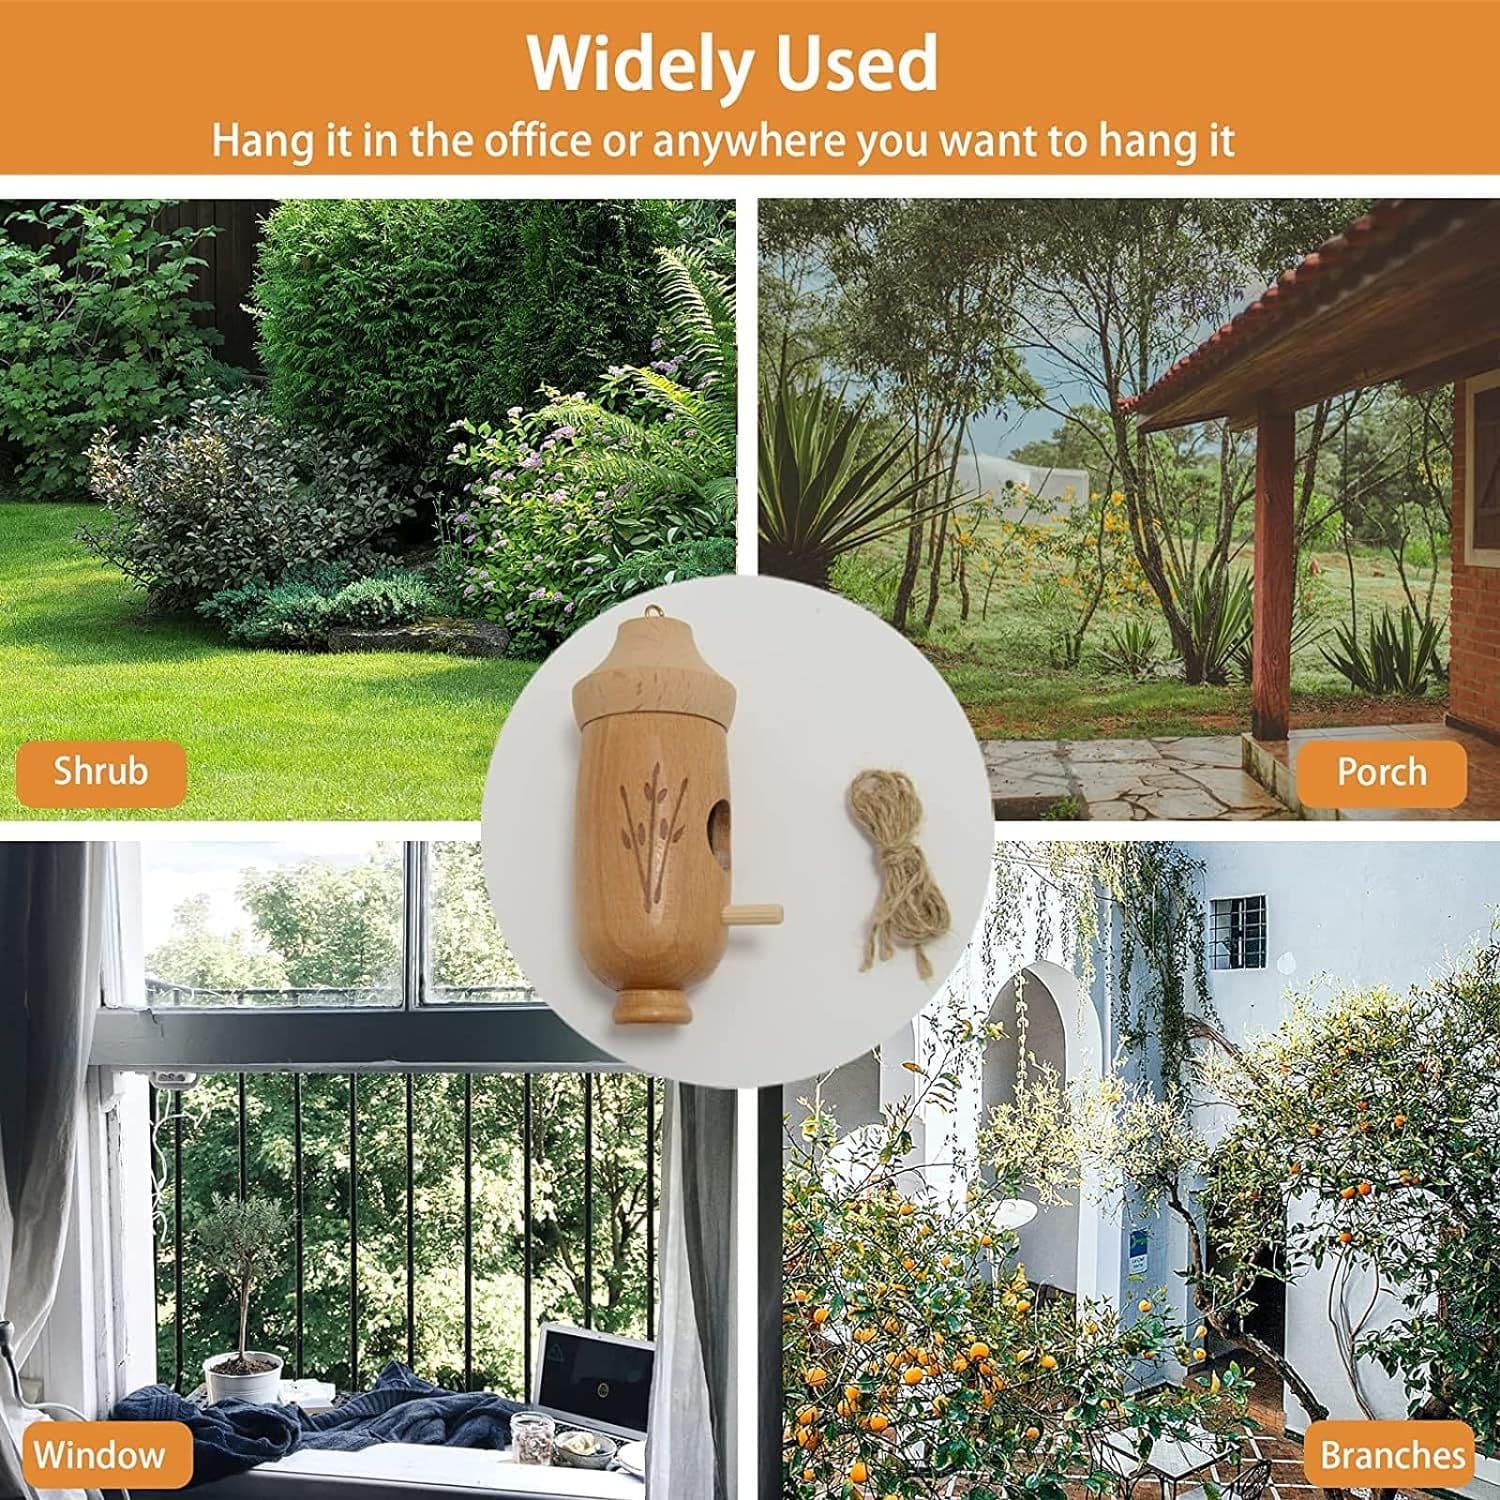 Widely Used
Hang it in the office or anywhere you want to hang it
Shrub
Porch
Window
Branches